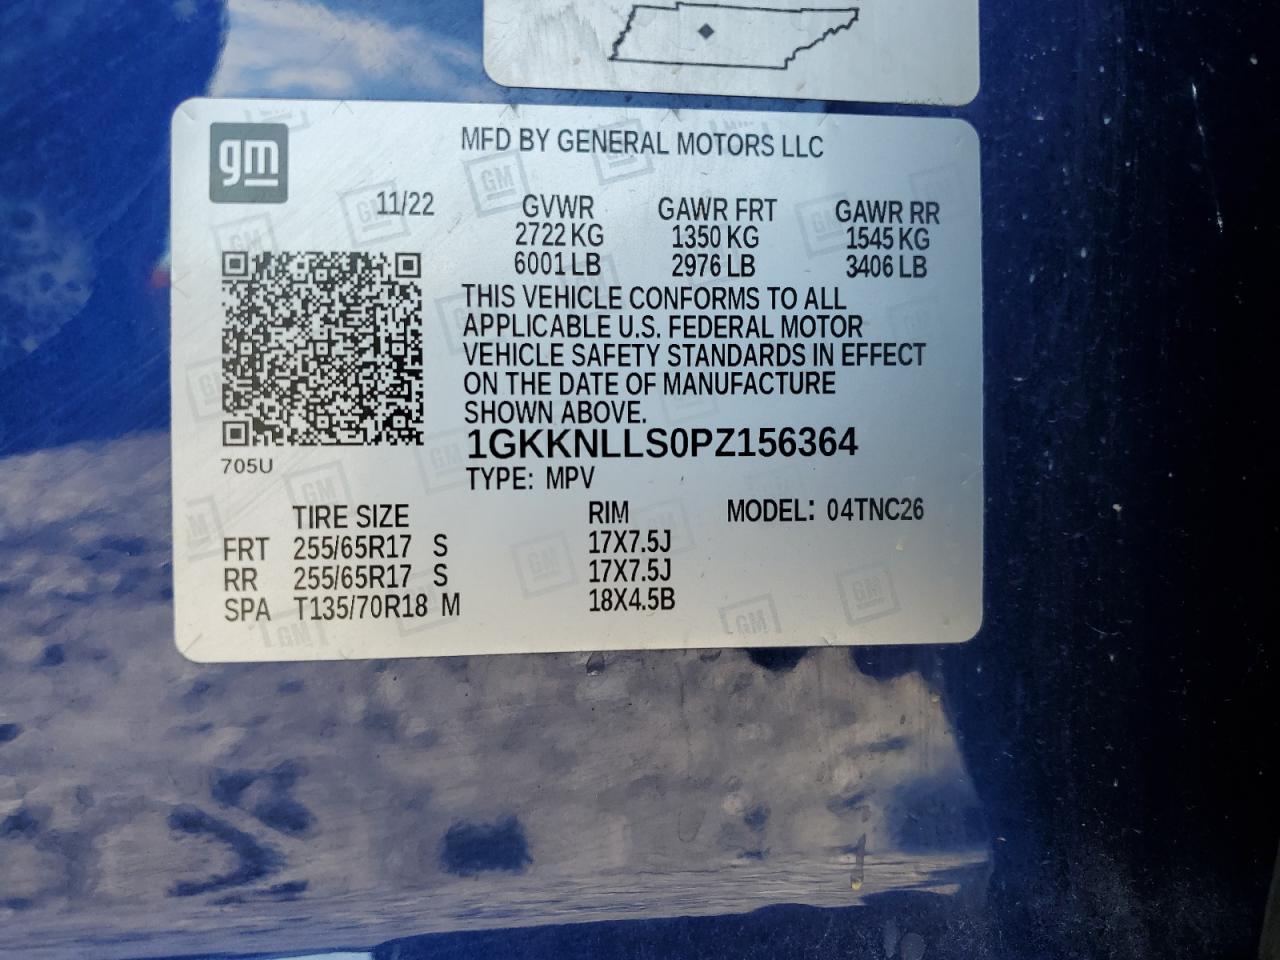 gm
MFD BY GENERAL MOTORS LLC
11/22
GVWR GAWR FRT GAWR RR
2722 KG 1350 KG 1545 KG
6001 LB 2976 LB 3406 LB
THIS VEHICLE CONFORMS TO ALL
APPLICABLE U.S. FEDERAL MOTOR
VEHICLE SAFETY STANDARDS IN EFFECT
ON THE DATE OF MANUFACTURE
SHOWN ABOVE.
1GKKNLLS0PZ156364
705U
TYPE: MPV
TIRE SIZE RIM MODEL: 04TNC26
FRT 255/65R17 S 17X7.5J
RR 255/65R17 S 17X7.5J
SPA T135/70R18 M 18X4.5B